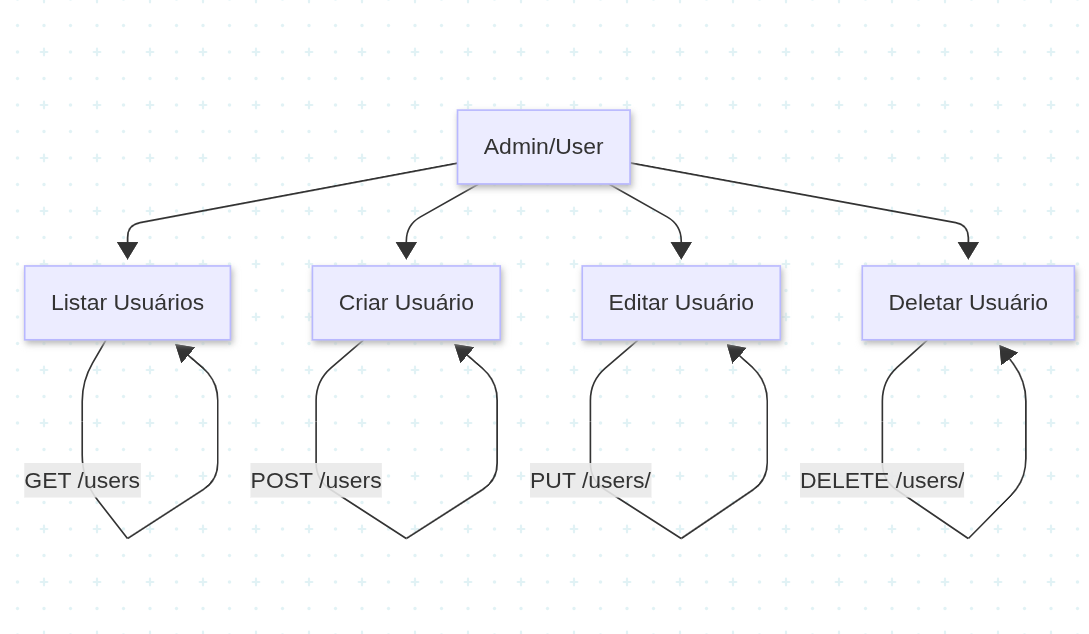 Admin/User
Listar Usuários
Criar Usuário
Editar Usuário
Deletar Usuário
GET /users
POST /users
PUT /users/
DELETE /users/